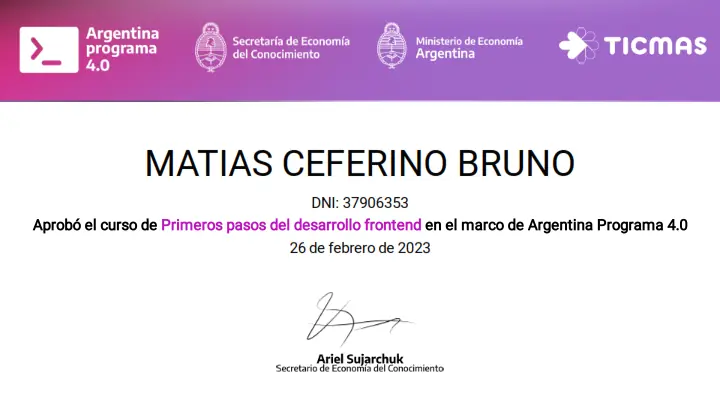 Argentina
programa
4.0
Secretaría de Economía
del Conocimiento
Ministerio de Economía
Argentina
TICMAS
MATIAS CEFERINO BRUNO
DNI: 37906353
Aprobó el curso de Primeros pasos del desarrollo frontend en el marco de Argentina Programa 4.0
26 de febrero de 2023
Ariel Sujarchuk
Secretario de Economía del Conocimiento